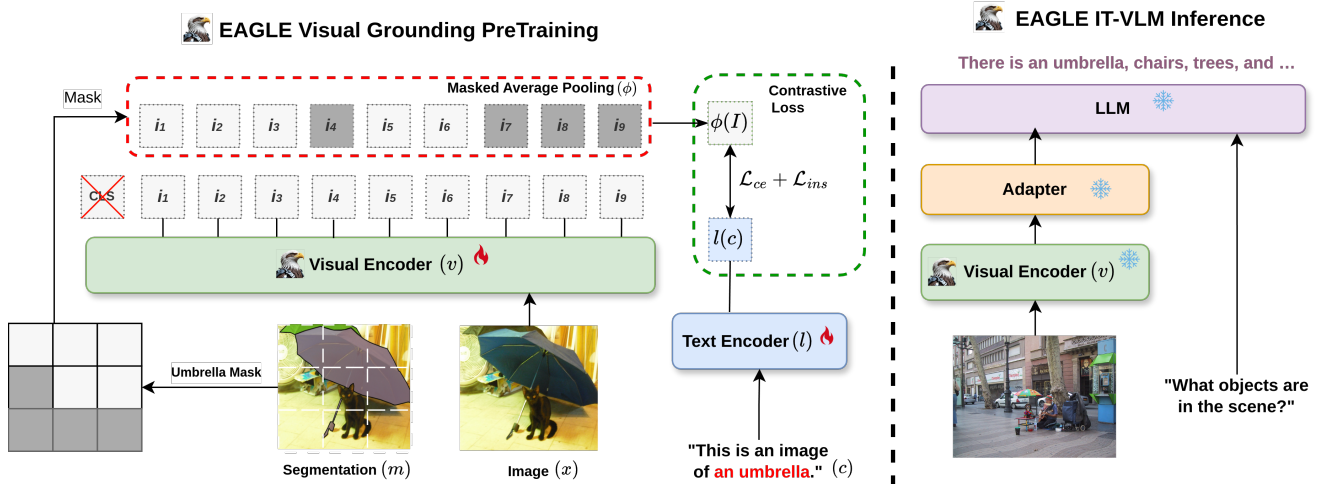 EAGLE Visual Grounding PreTraining
Mask
Masked Average Pooling (ϕ)
i1 i2 i3 i4 i5 i6 i7 i8 i9
CLS i1 i2 i3 i4 i5 i6 i7 i8 i9
Visual Encoder (v)
Umbrella Mask
Segmentation (m)
Image (x)
Contrastive
Loss
ϕ(I)
ℒce + ℒins
l(c)
Text Encoder (l)
"This is an image
of an umbrella." (c)
EAGLE IT-VLM Inference
There is an umbrella, chairs, trees, and ...
LLM
Adapter
Visual Encoder (v)
"What objects are
in the scene?"